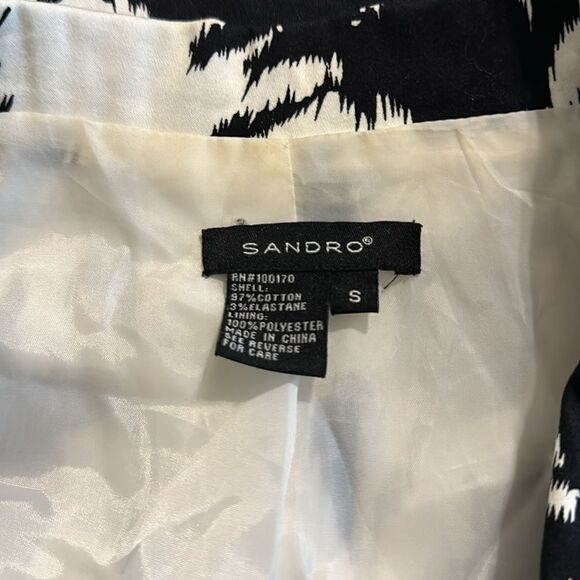 SANDRO®
S
RN#100170
SHELL:
97%COTTON
3%ELASTANE
LINING:
100%POLYESTER
MADE IN CHINA
SEE REVERSE
FOR CARE